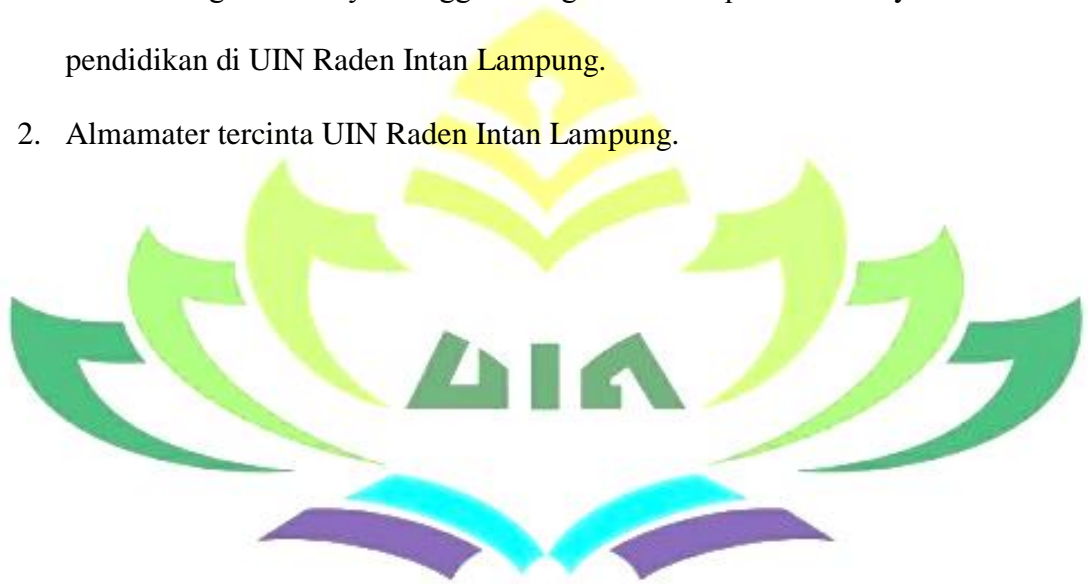 pendidikan di UIN Raden Intan Lampung.
2. Almamater tercinta UIN Raden Intan Lampung.
UIN